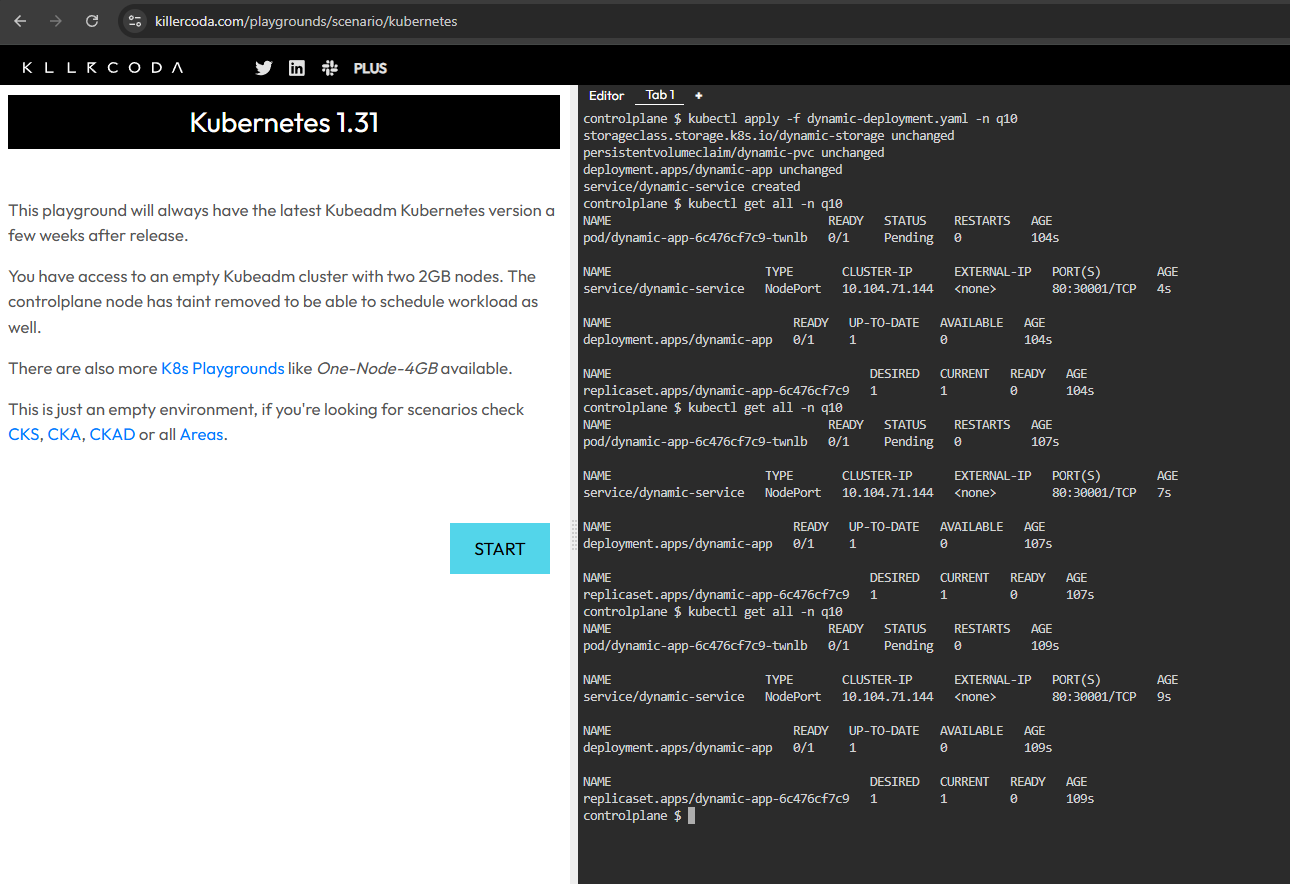 killercoda.com/playgrounds/scenario/kubernetes
KLLRCODA
PLUS
Kubernetes 1.31
This playground will always have the latest Kubeadm Kubernetes version a
few weeks after release.
You have access to an empty Kubeadm cluster with two 2GB nodes. The
controlplane node has taint removed to be able to schedule workload as
well.
There are also more K8s Playgrounds like One-Node-4GB available.
This is just an empty environment, if you're looking for scenarios check
CKS, CKA, CKAD or all Areas.
START
Editor Tab 1 +
controlplane $ kubectl apply -f dynamic-deployment.yaml -n q10
storageclass.storage.k8s.io/dynamic-storage unchanged
persistentvolumeclaim/dynamic-pvc unchanged
deployment.apps/dynamic-app unchanged
service/dynamic-service created
controlplane $ kubectl get all -n q10
NAME READY STATUS RESTARTS AGE
pod/dynamic-app-6c476cf7c9-twnlb 0/1 Pending 0 104s
NAME TYPE CLUSTER-IP EXTERNAL-IP PORT(S) AGE
service/dynamic-service NodePort 10.104.71.144 <none> 80:30001/TCP 4s
NAME READY UP-TO-DATE AVAILABLE AGE
deployment.apps/dynamic-app 0/1 1 0 104s
NAME DESIRED CURRENT READY AGE
replicaset.apps/dynamic-app-6c476cf7c9 1 1 0 104s
controlplane $ kubectl get all -n q10
NAME READY STATUS RESTARTS AGE
pod/dynamic-app-6c476cf7c9-twnlb 0/1 Pending 0 107s
NAME TYPE CLUSTER-IP EXTERNAL-IP PORT(S) AGE
service/dynamic-service NodePort 10.104.71.144 <none> 80:30001/TCP 7s
NAME READY UP-TO-DATE AVAILABLE AGE
deployment.apps/dynamic-app 0/1 1 0 107s
NAME DESIRED CURRENT READY AGE
replicaset.apps/dynamic-app-6c476cf7c9 1 1 0 107s
controlplane $ kubectl get all -n q10
NAME READY STATUS RESTARTS AGE
pod/dynamic-app-6c476cf7c9-twnlb 0/1 Pending 0 109s
NAME TYPE CLUSTER-IP EXTERNAL-IP PORT(S) AGE
service/dynamic-service NodePort 10.104.71.144 <none> 80:30001/TCP 9s
NAME READY UP-TO-DATE AVAILABLE AGE
deployment.apps/dynamic-app 0/1 1 0 109s
NAME DESIRED CURRENT READY AGE
replicaset.apps/dynamic-app-6c476cf7c9 1 1 0 109s
controlplane $